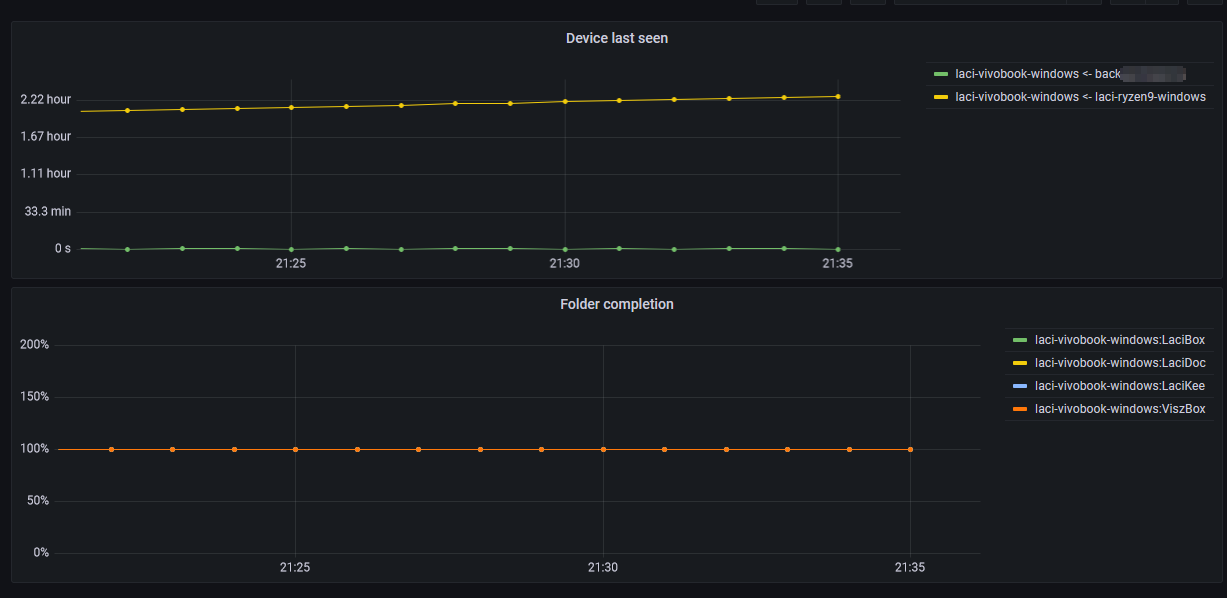 Device last seen
2.22 hour
1.67 hour
1.11 hour
33.3 min
0 s
21:25 21:30 21:35
laci-vivobook-windows <- back
laci-vivobook-windows <- laci-ryzen9-windows
Folder completion
200%
150%
100%
50%
0%
21:25 21:30 21:35
laci-vivobook-windows:LaciBox
laci-vivobook-windows:LaciDoc
laci-vivobook-windows:LaciKee
laci-vivobook-windows:ViszBox